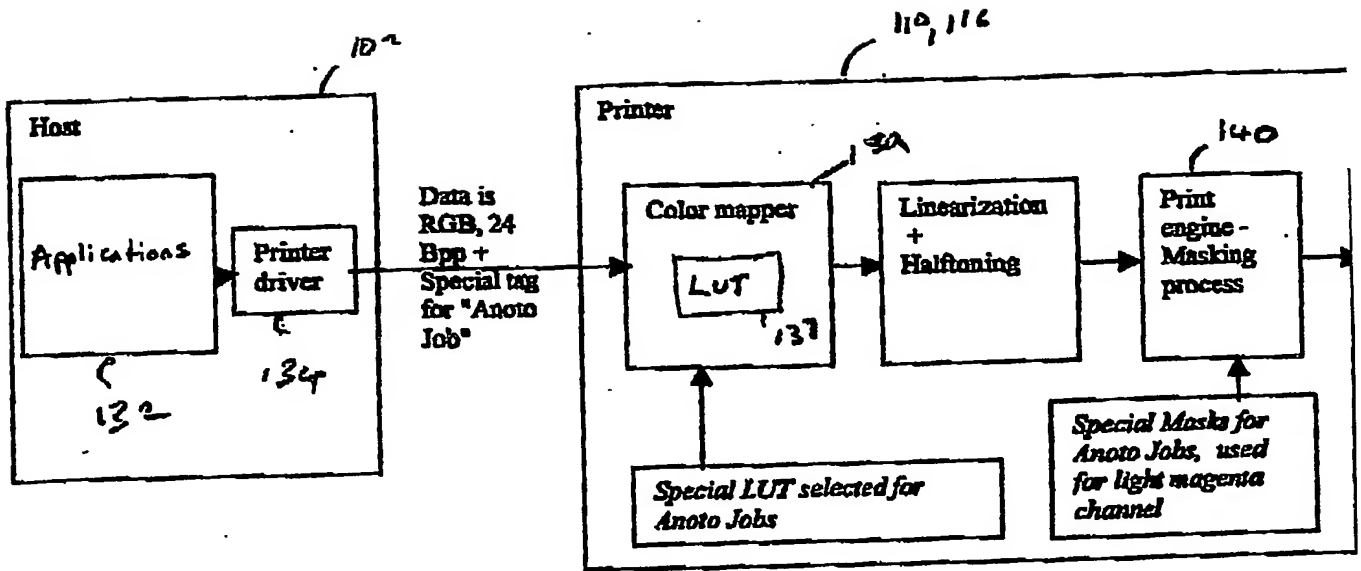 102
110, 116
Host
Printer
140
Applications
Printer
driver
Data is
RGB, 24
Bpp +
Special tag
for "Anoto
Job"
Color mapper
LUT
137
Linearization
+
Halftoning
Print
engine -
Masking
process
132
134
Special LUT selected for
Anoto Jobs
Special Masks for
Anoto Jobs, used
for light magenta
channel